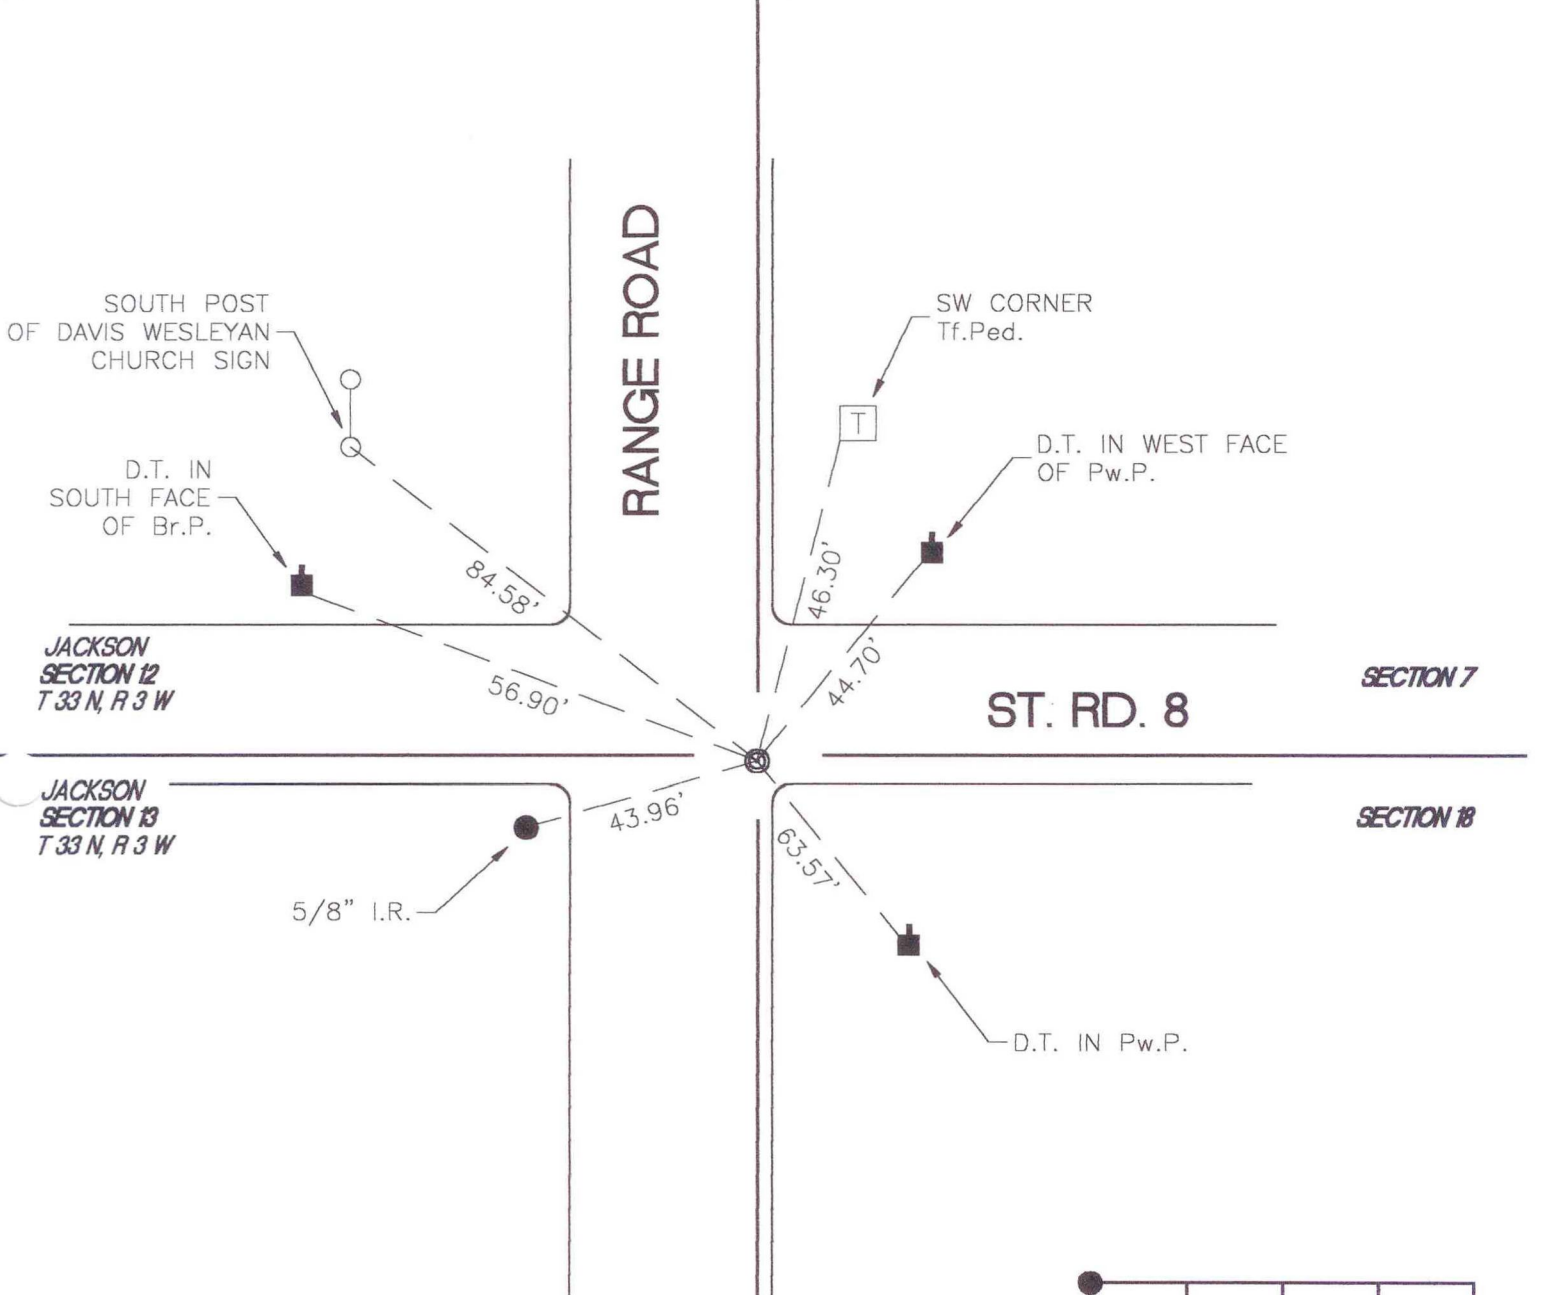 RANGE ROAD
SOUTH POST
OF DAVIS WESLEYAN
CHURCH SIGN
SW CORNER
Tf.Ped.
T
D.T. IN WEST FACE
OF Pw.P.
D.T. IN
SOUTH FACE
OF Br.P.
84.58'
46.30'
44.70'
56.90'
JACKSON
SECTION 12
T 33 N, R 3 W
SECTION 7
ST. RD. 8
JACKSON
SECTION 13
T 33 N, R 3 W
43.96'
63.57'
SECTION 18
5/8" I.R.
D.T. IN Pw.P.